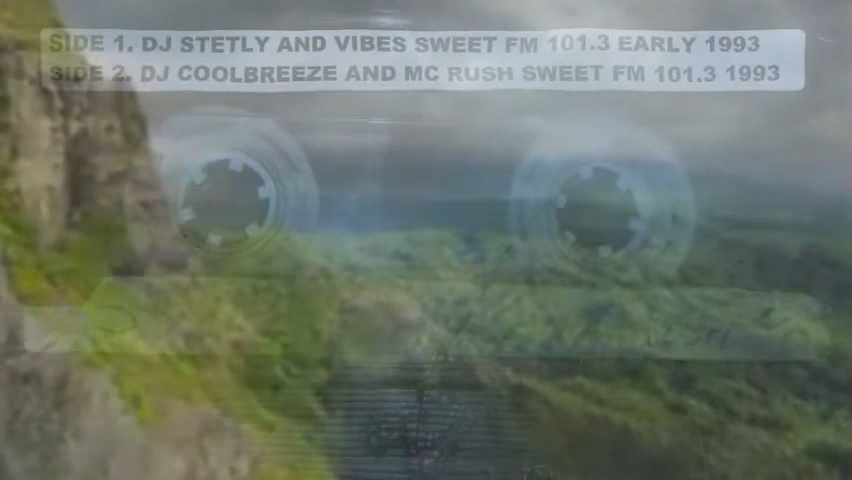 SIDE 1. DJ STETLY AND VIBES SWEET FM 101.3 EARLY 1993
SIDE 2. DJ COOLBREEZE AND MC RUSH SWEET FM 101.3 1993